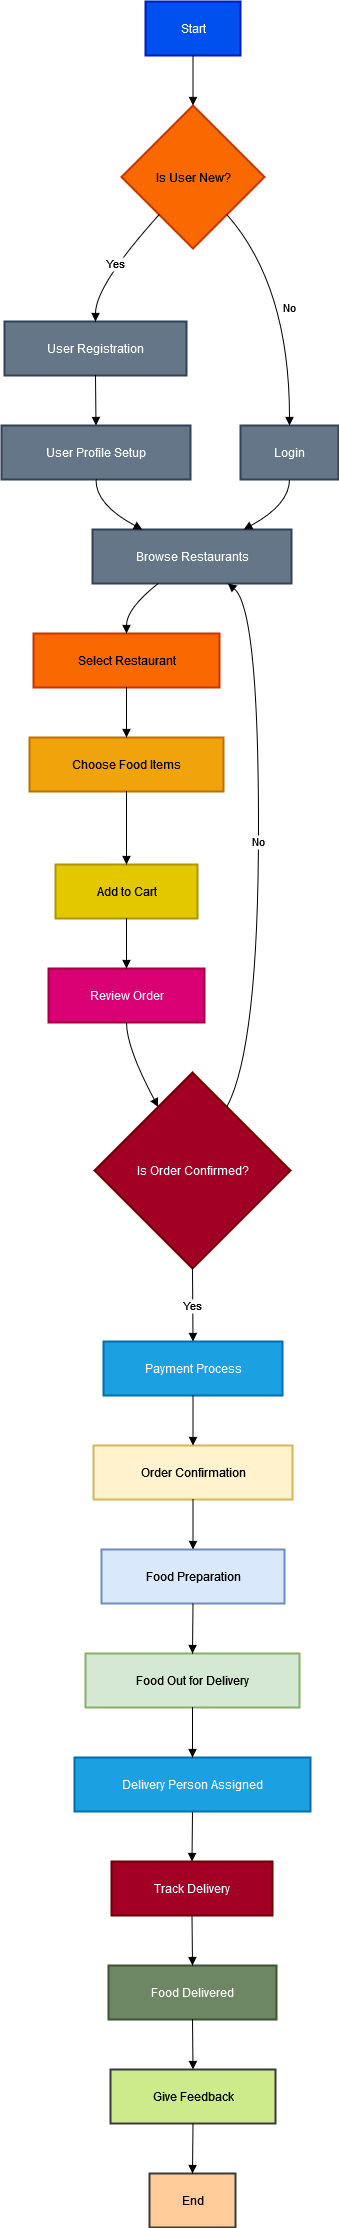 Start
Is User New?
Yes
No
User Registration
User Profile Setup
Login
Browse Restaurants
Select Restaurant
Choose Food Items
No
Add to Cart
Review Order
Is Order Confirmed?
Yes
Payment Process
Order Confirmation
Food Preparation
Food Out for Delivery
Delivery Person Assigned
Track Delivery
Food Delivered
Give Feedback
End